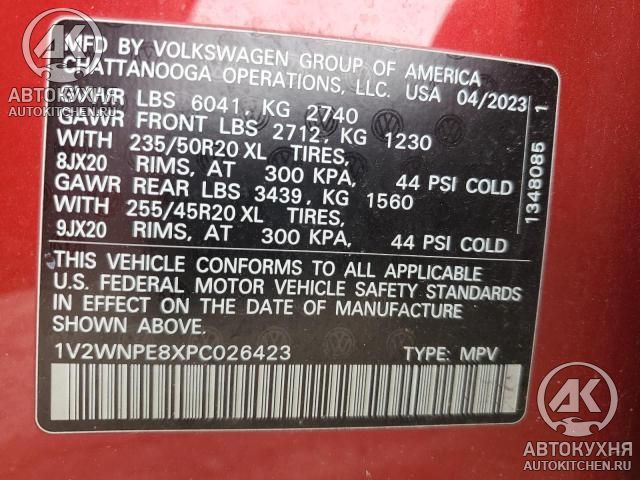 MFD BY VOLKSWAGEN GROUP OF AMERICA
CHATTANOOGA OPERATIONS, LLC. USA 04/2023
GVWR LBS 6041, KG 2740
GAWR FRONT LBS 2712, KG 1230
WITH 235/50R20 XL TIRES,
8JX20 RIMS, AT 300 KPA, 44 PSI COLD
GAWR REAR LBS 3439, KG 1560
WITH 255/45R20 XL TIRES,
9JX20 RIMS, AT 300 KPA, 44 PSI COLD
THIS VEHICLE CONFORMS TO ALL APPLICABLE
U.S. FEDERAL MOTOR VEHICLE SAFETY STANDARDS
IN EFFECT ON THE DATE OF MANUFACTURE
1V2WNPE8XPC026423 TYPE: MPV
1348085 1
АК
АВТОКУХНЯ
AUTOKITCHEN.RU
АК
АВТОКУХНЯ
AUTOKITCHEN.RU